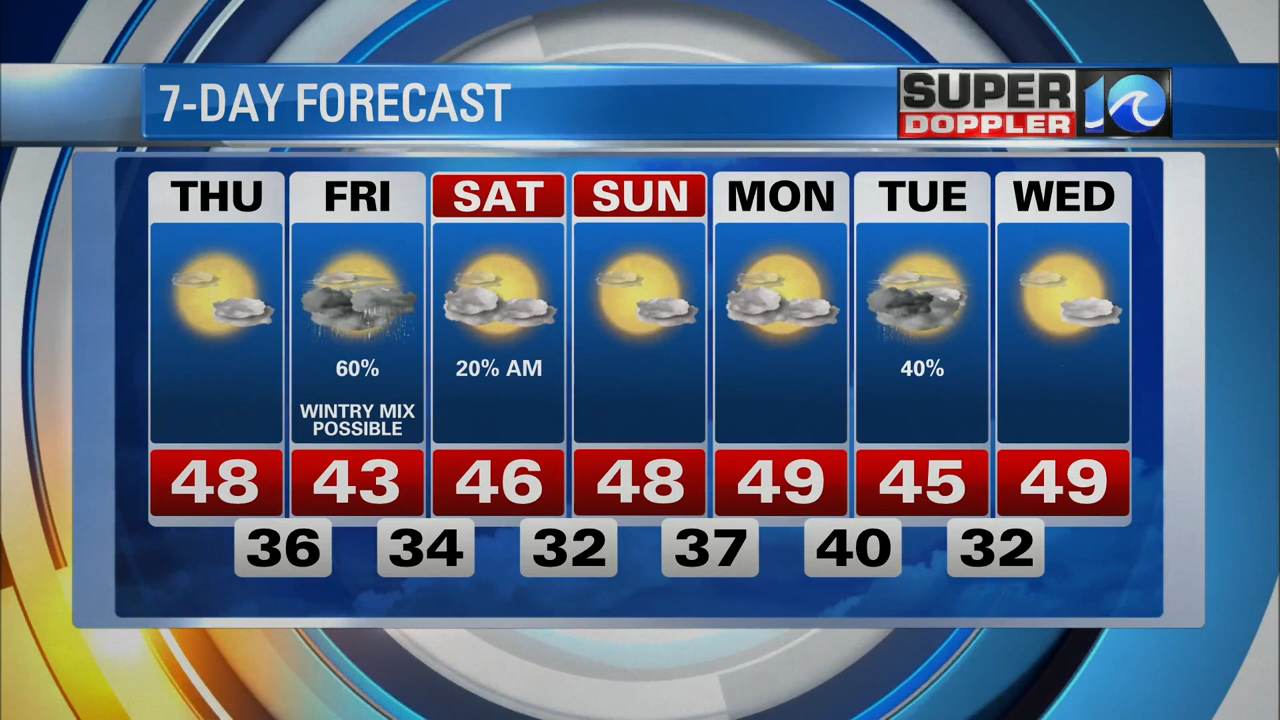 7-DAY FORECAST
SUPER
DOPPLER
10
THU FRI SAT SUN MON TUE WED
60% 20% AM 40%
WINTRY MIX
POSSIBLE
48 43 46 48 49 45 49
36 34 32 37 40 32